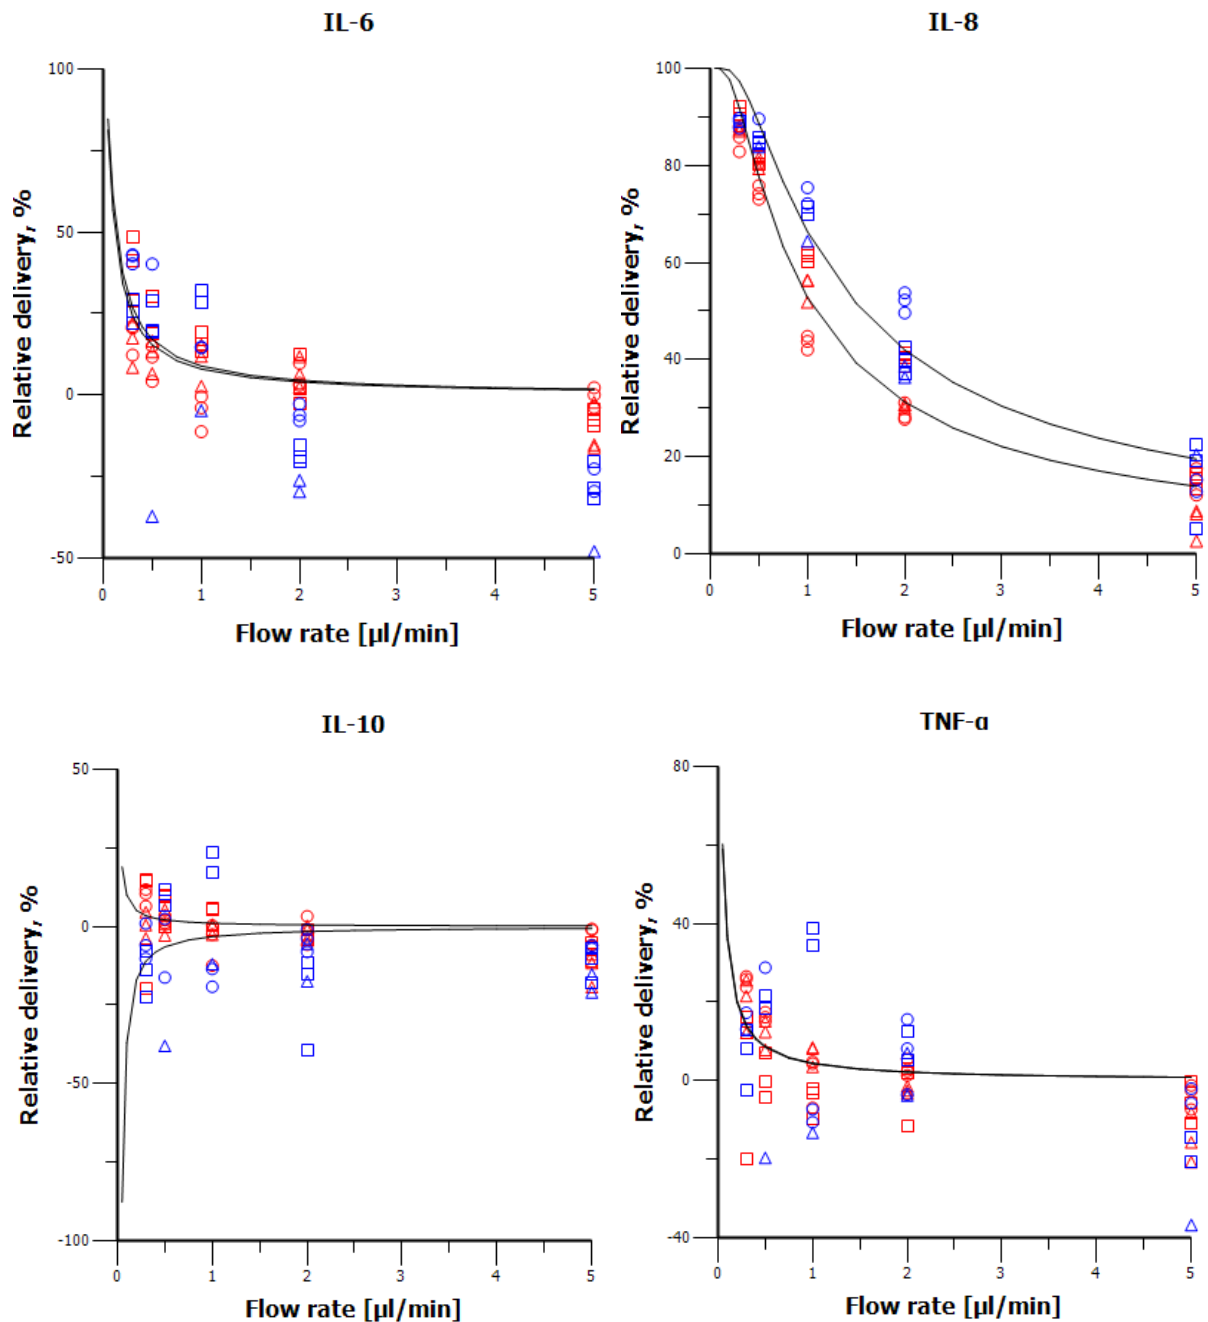 IL-6
IL-8
100
50
0
-50
0 1 2 3 4 5
Relative delivery, %
Flow rate [µl/min]
100
80
60
40
20
0
0 1 2 3 4 5
Relative delivery, %
Flow rate [µl/min]
IL-10
TNF-α
50
0
-50
-100
0 1 2 3 4 5
Relative delivery, %
Flow rate [µl/min]
80
40
0
-40
0 1 2 3 4 5
Relative delivery, %
Flow rate [µl/min]